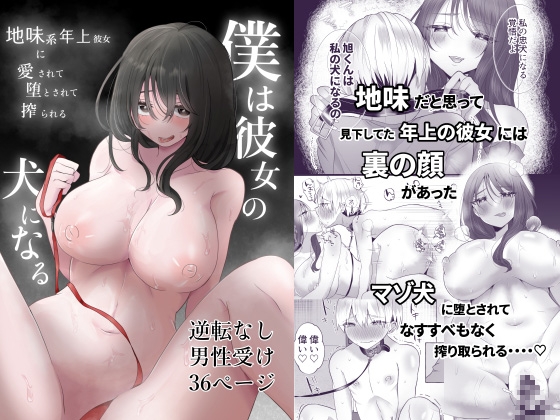 地味系年上彼女
に
愛されて
堕とされて
搾られる
僕は彼女の
犬になる
逆転なし
男性受け
36ページ
私の忠犬になる
覚悟だよ
旭くんは
私の犬になるの
地味だと思って
見下してた年上の彼女には
裏の顔
があった
マゾ犬
に堕とされて
なすすべもなく
搾り取られる・・・・♡
偉い♡
偉い♡